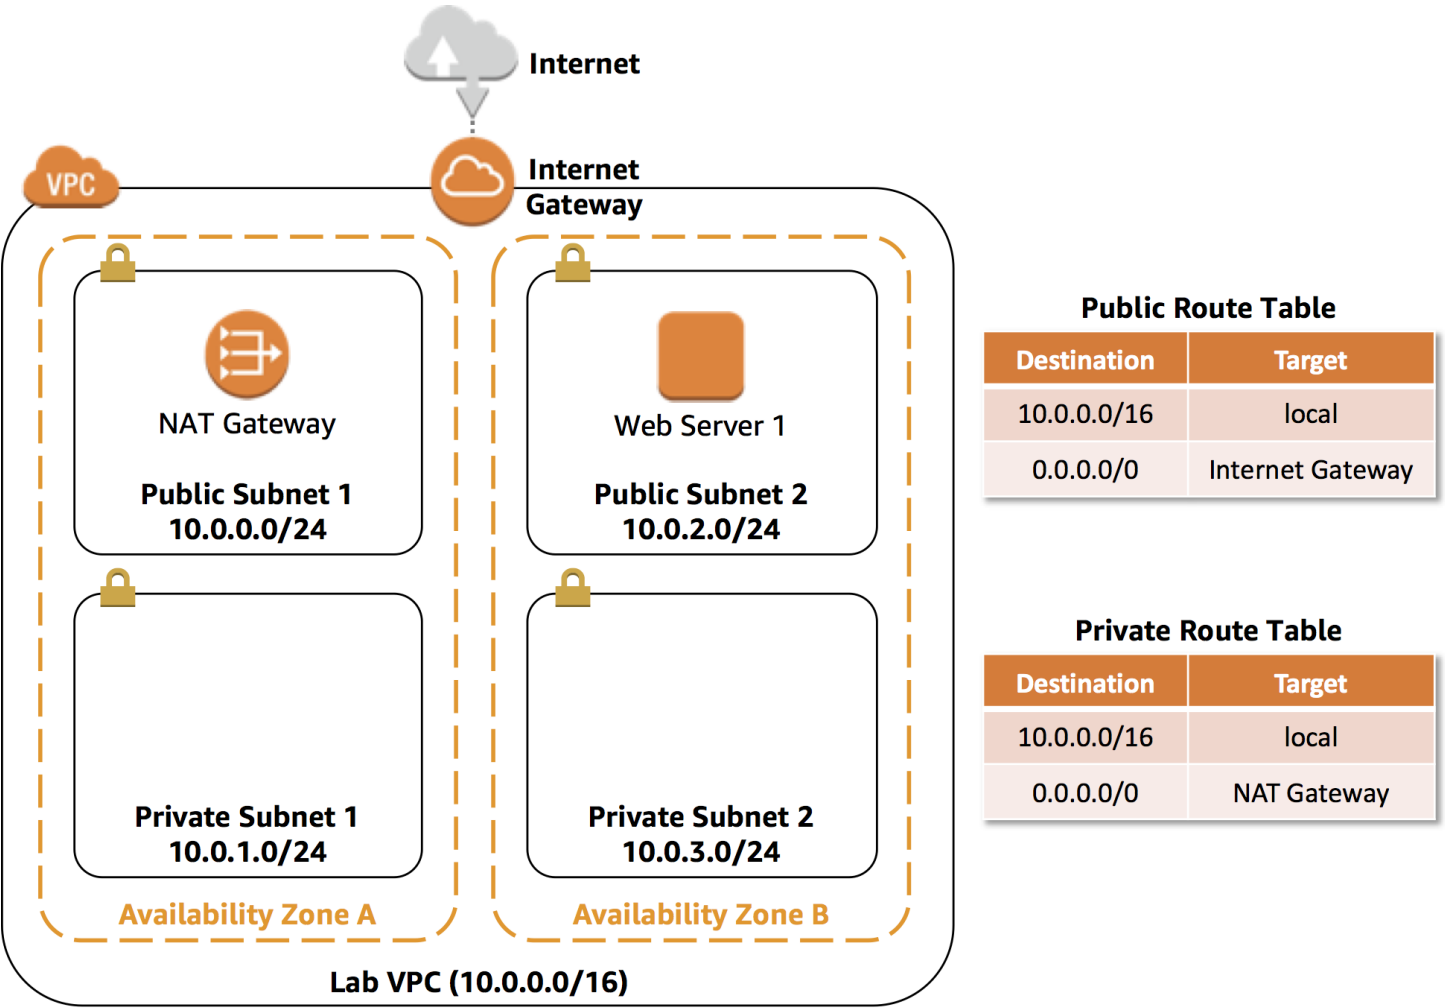 Internet
VPC
Internet
Gateway
NAT Gateway
Public Subnet 1
10.0.0.0/24
Web Server 1
Public Subnet 2
10.0.2.0/24
Private Subnet 1
10.0.1.0/24
Private Subnet 2
10.0.3.0/24
Availability Zone A
Availability Zone B
Lab VPC (10.0.0.0/16)
Public Route Table
Destination Target
10.0.0.0/16 local
0.0.0.0/0 Internet Gateway
Private Route Table
Destination Target
10.0.0.0/16 local
0.0.0.0/0 NAT Gateway